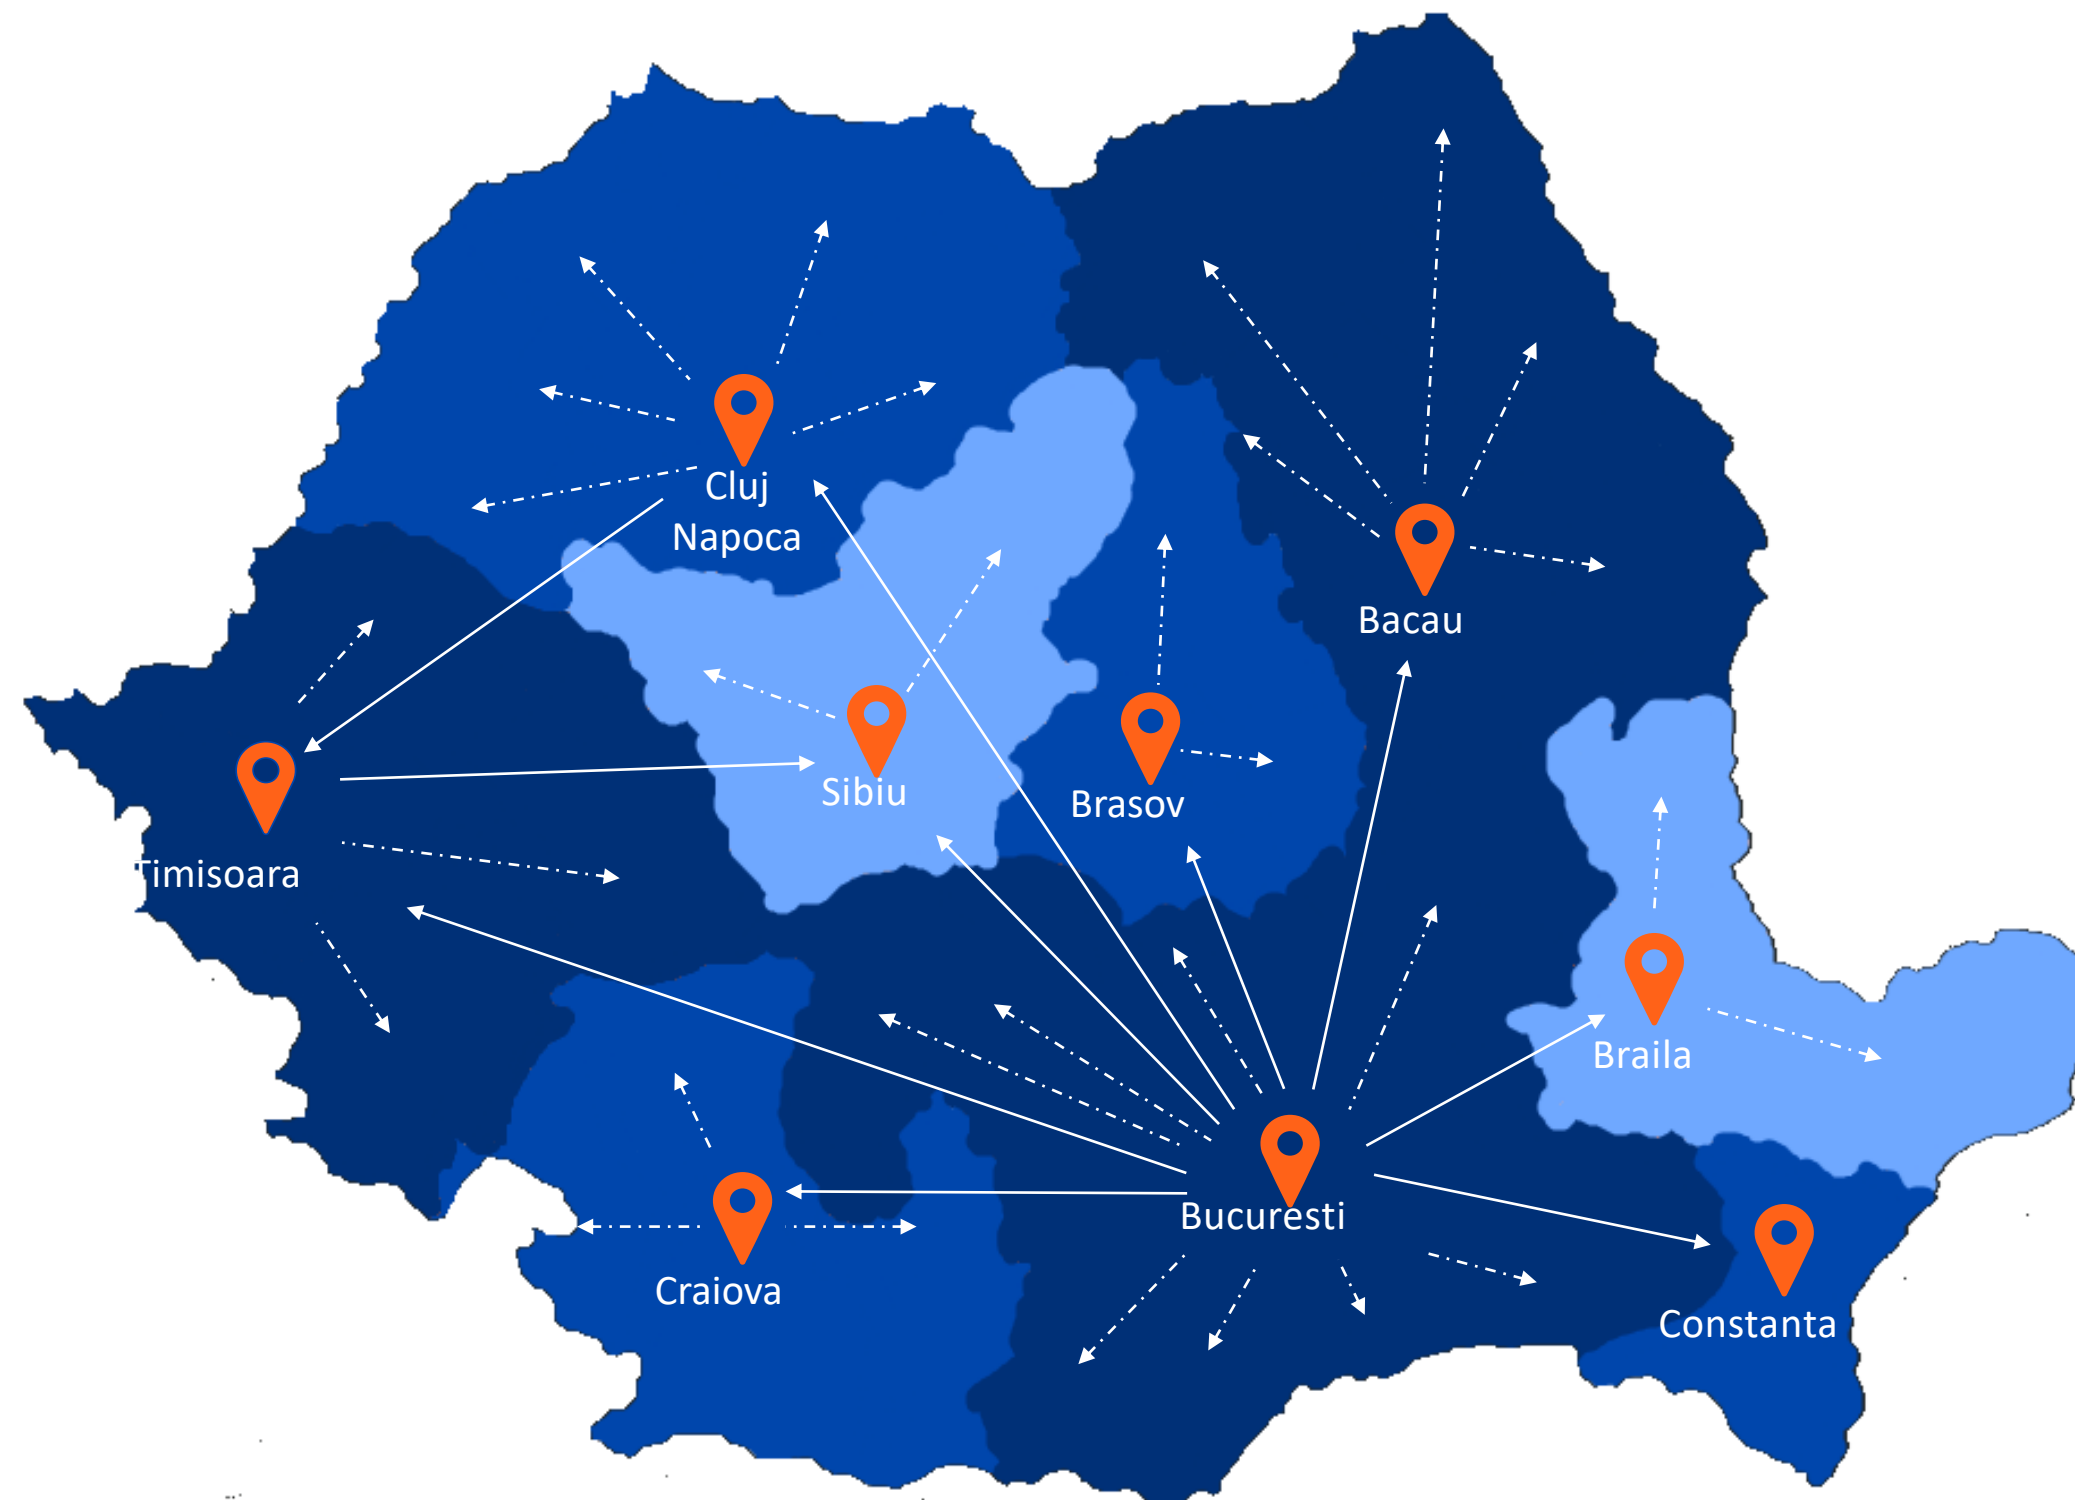 Cluj
Napoca
Bacau
Sibiu
Brasov
Timisoara
Braila
Bucuresti
Craiova
Constanta